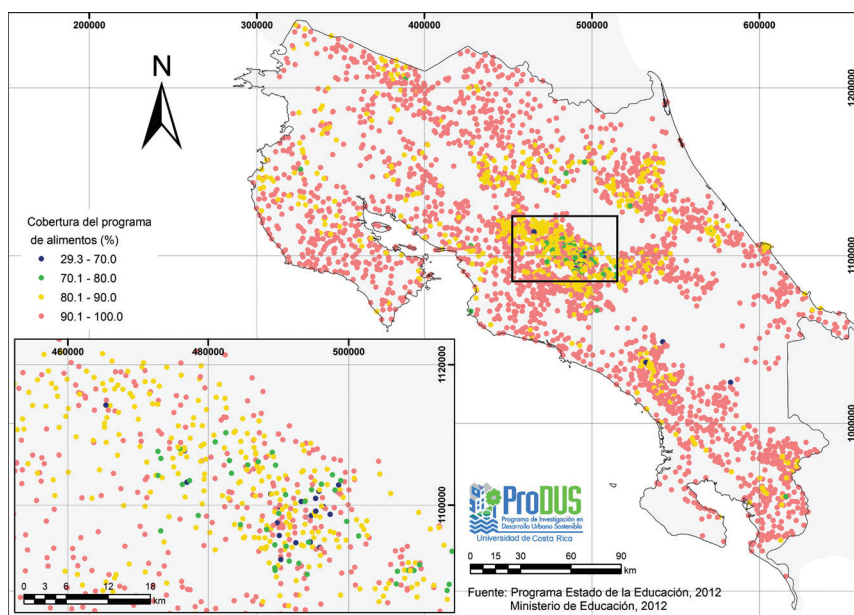 200000
300000
400000
500000
600000
N
1200000
1100000
1000000
Cobertura del programa
de alimentos (%)
29.3 - 70.0
70.1 - 80.0
80.1 - 90.0
90.1 - 100.0
460000
480000
500000
1120000
1100000
0 3 6 12 18
km
ProDUS
Programa de Investigación en
Desarrollo Urbano Sostenible
Universidad de Costa Rica
0 15 30 60 90
km
Fuente: Programa Estado de la Educación, 2012
Ministerio de Educación, 2012